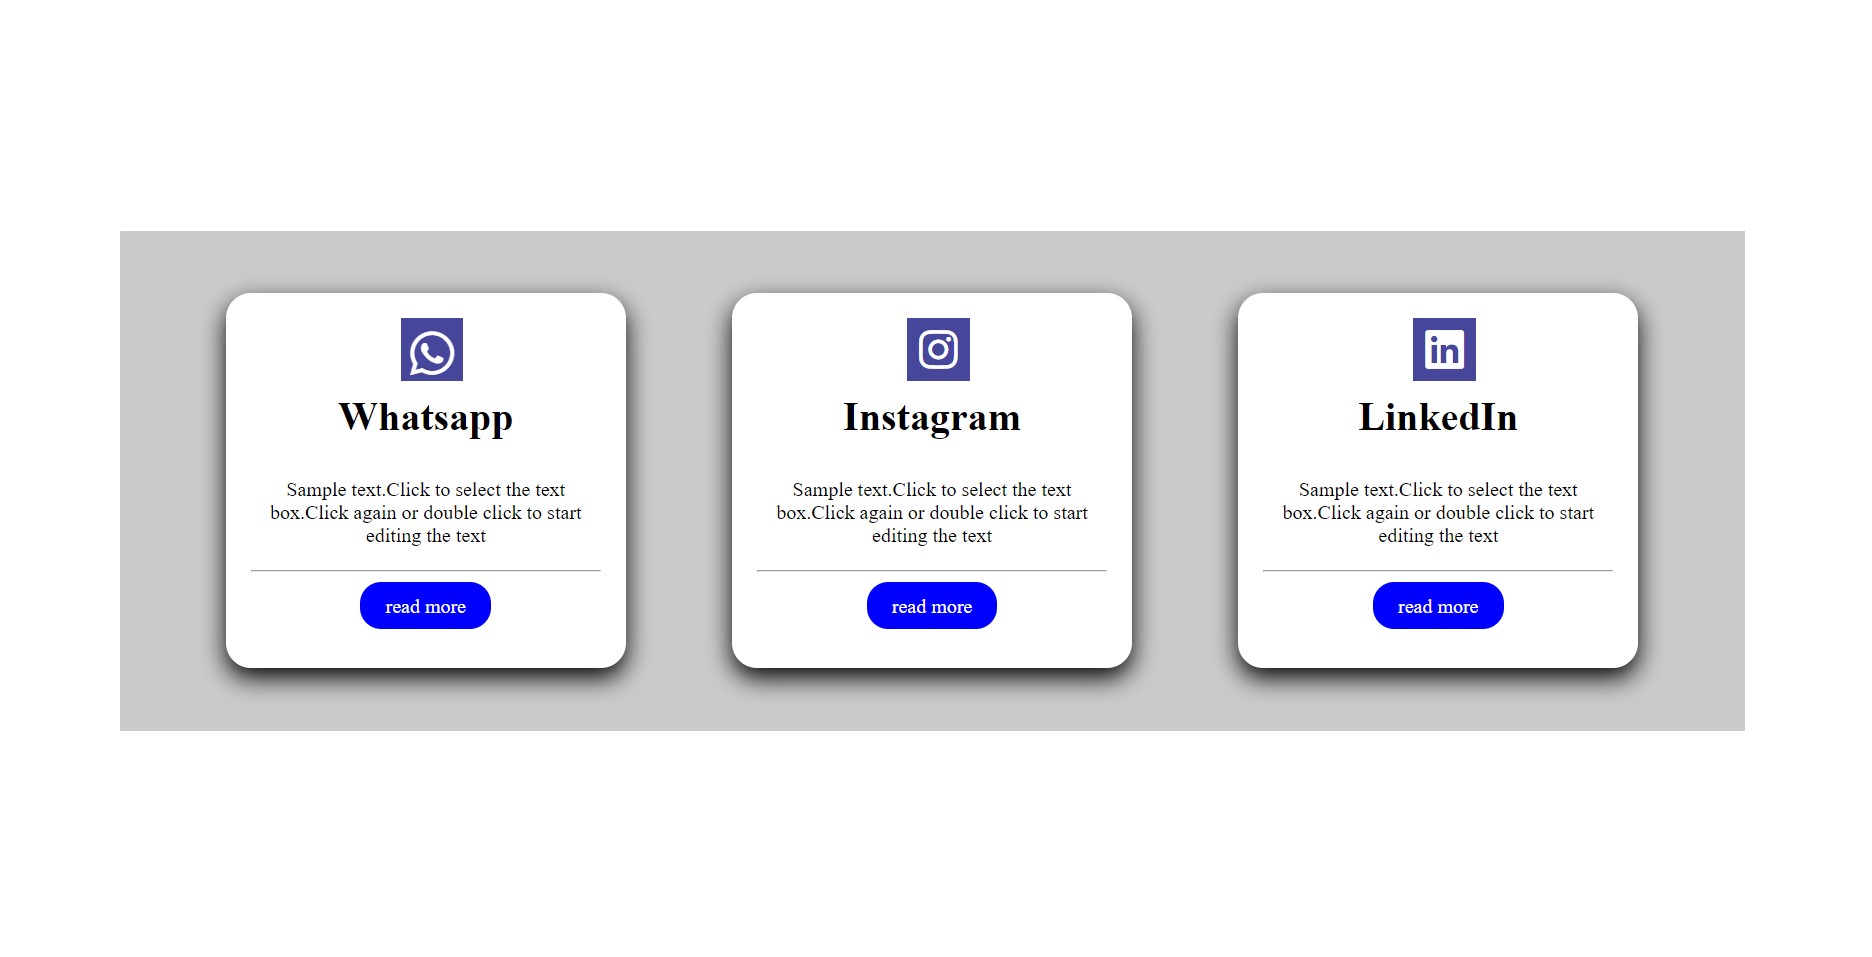 Whatsapp
Sample text.Click to select the text
box.Click again or double click to start
editing the text
read more
in
Instagram
Sample text.Click to select the text
box.Click again or double click to start
editing the text
read more
LinkedIn
Sample text.Click to select the text
box.Click again or double click to start
editing the text
read more